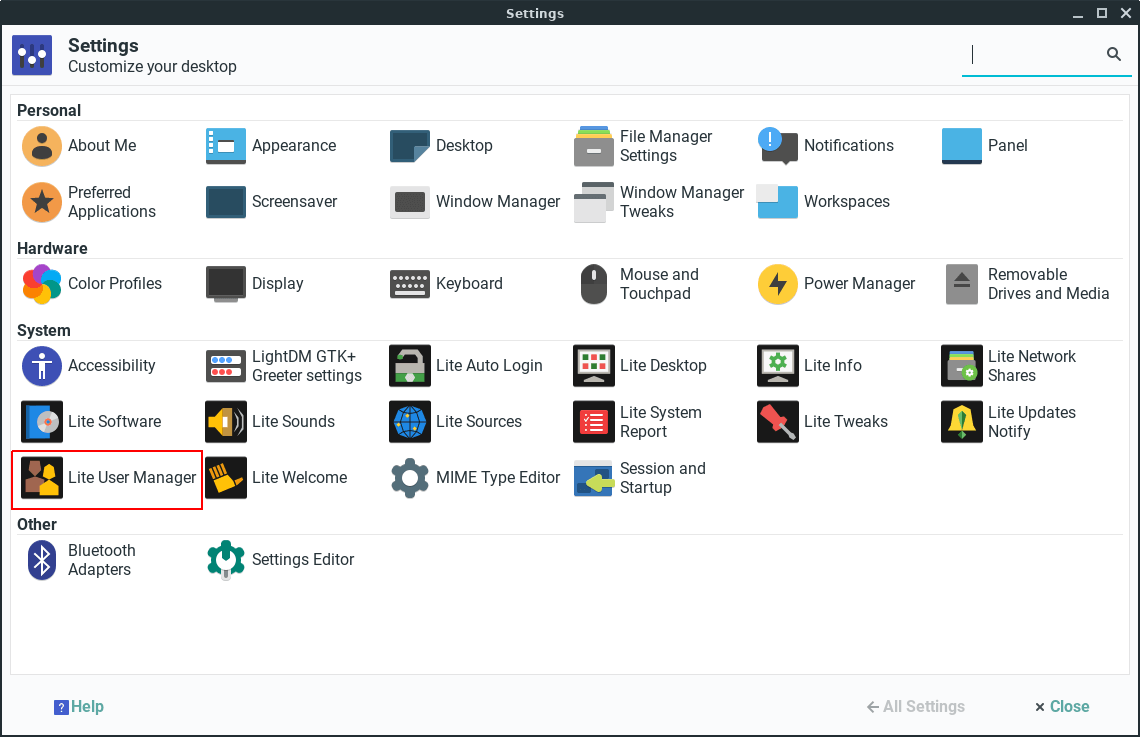 Settings
Settings
Customize your desktop
Personal
About Me
Appearance
Desktop
File Manager
Settings
Notifications
Panel
Preferred
Applications
Screensaver
Window Manager
Window Manager
Tweaks
Workspaces
Hardware
Color Profiles
Display
Keyboard
Mouse and
Touchpad
Power Manager
Removable
Drives and Media
System
Accessibility
LightDM GTK+
Greeter settings
Lite Auto Login
Lite Desktop
Lite Info
Lite Network
Shares
Lite Software
Lite Sounds
Lite Sources
Lite System
Report
Lite Tweaks
Lite Updates
Notify
Lite User Manager
Lite Welcome
MIME Type Editor
Session and
Startup
Other
Bluetooth
Adapters
Settings Editor
? Help
All Settings
Close